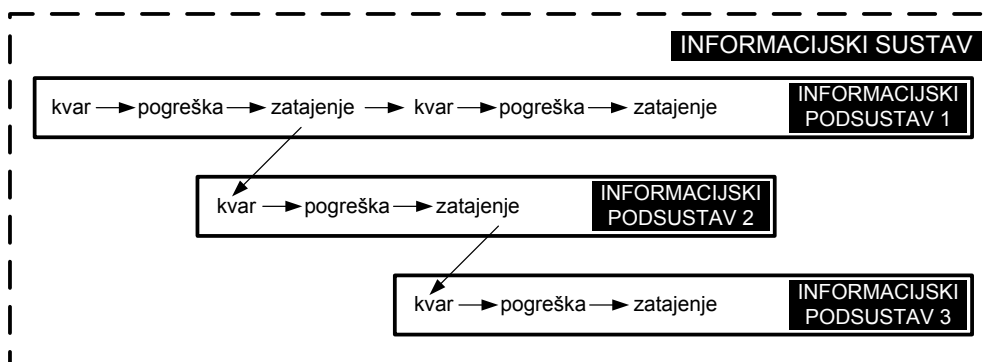 INFORMACIJSKI SUSTAV
kvar pogreška zatajenje kvar pogreška zatajenje
INFORMACIJSKI
PODSUSTAV 1
kvar pogreška zatajenje
INFORMACIJSKI
PODSUSTAV 2
kvar pogreška zatajenje
INFORMACIJSKI
PODSUSTAV 3